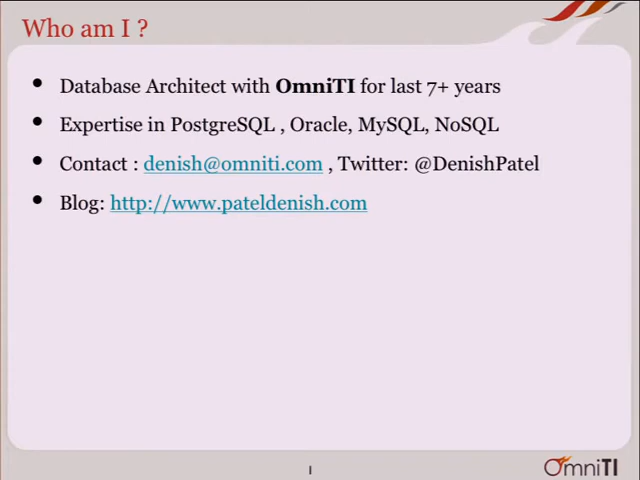 Who am I ?
• Database Architect with OmniTI for last 7+ years
• Expertise in PostgreSQL , Oracle, MySQL, NoSQL
• Contact : denish@omniti.com , Twitter: @DenishPatel
• Blog: http://www.pateldenish.com
1
OmniTI